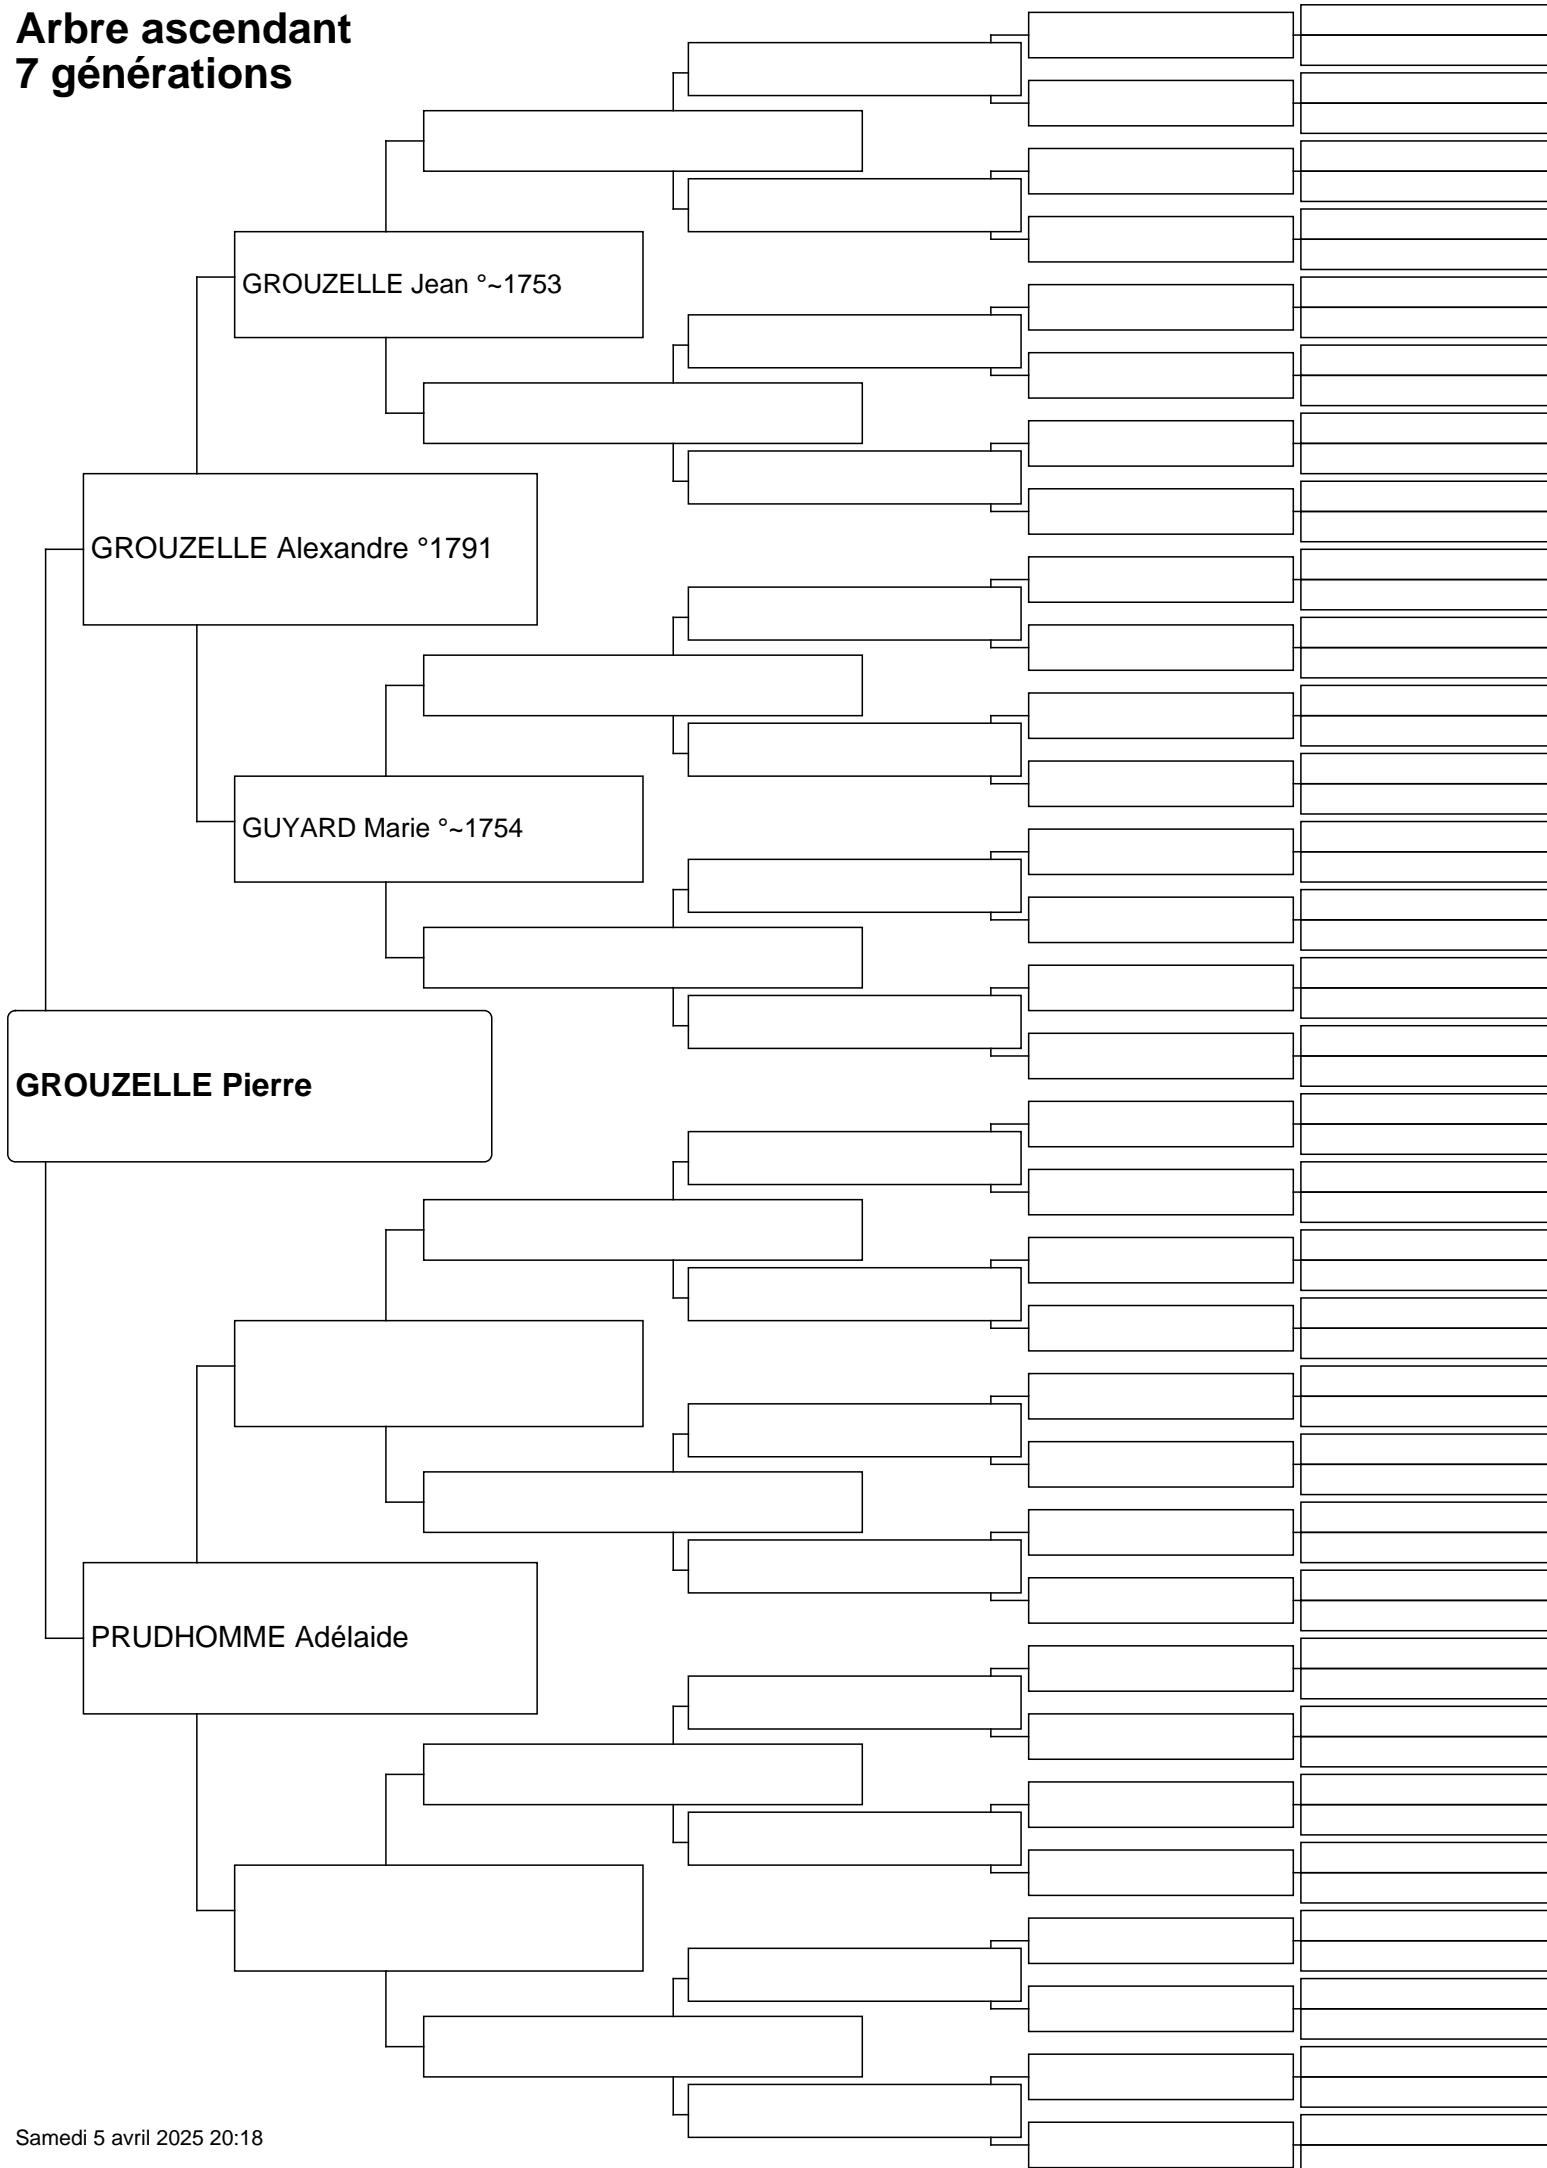 Arbre ascendant
7 générations
GROUZELLE Jean °~1753
GROUZELLE Alexandre °1791
GUYARD Marie °~1754
GROUZELLE Pierre
PRUDHOMME Adélaide
Samedi 5 avril 2025 20:18